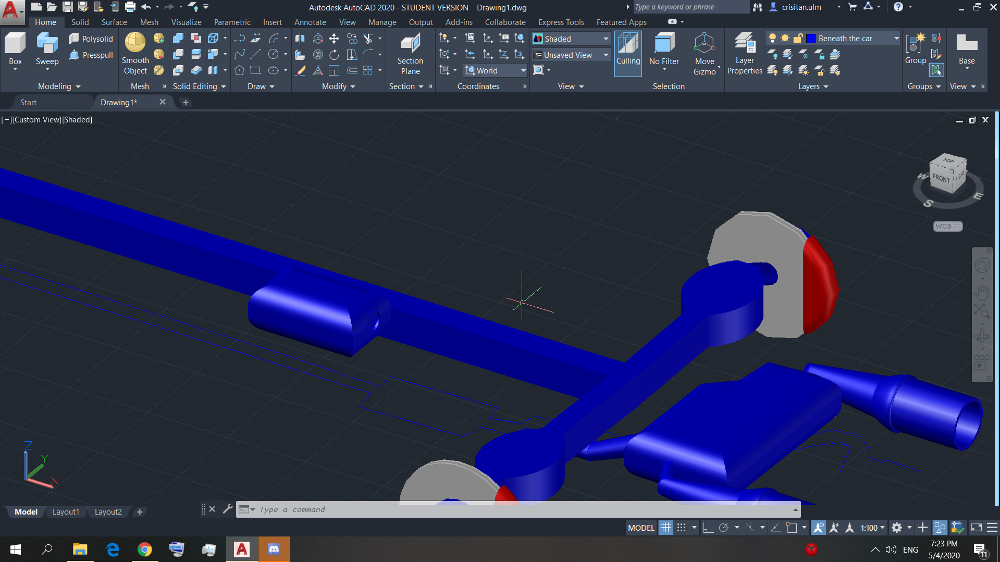 Autodesk AutoCAD 2020 - STUDENT VERSION Drawing1.dwg
Type a keyword or phrase
crisitan.ulm
Home Solid Surface Mesh Visualize Parametric Insert Annotate View Manage Output Add-ins Collaborate Express Tools Featured Apps
Box
Sweep
Polysolid
Presspull
Modeling
Smooth
Object
Mesh
Solid Editing
Draw
Modify
Section
Plane
Section
World
Coordinates
Shaded
Unsaved View
View
Culling
No Filter
Move
Gizmo
Selection
Layer
Properties
Beneath the car
Layers
Group
Groups
Base
View
Start
Drawing1*
[−][Custom View][Shaded]
TOP
FRONT
RIGHT
W
S
E
WCS
Z
Y
X
Type a command
Model
Layout1
Layout2
MODEL
1:100
ENG
7:23 PM
5/4/2020
11